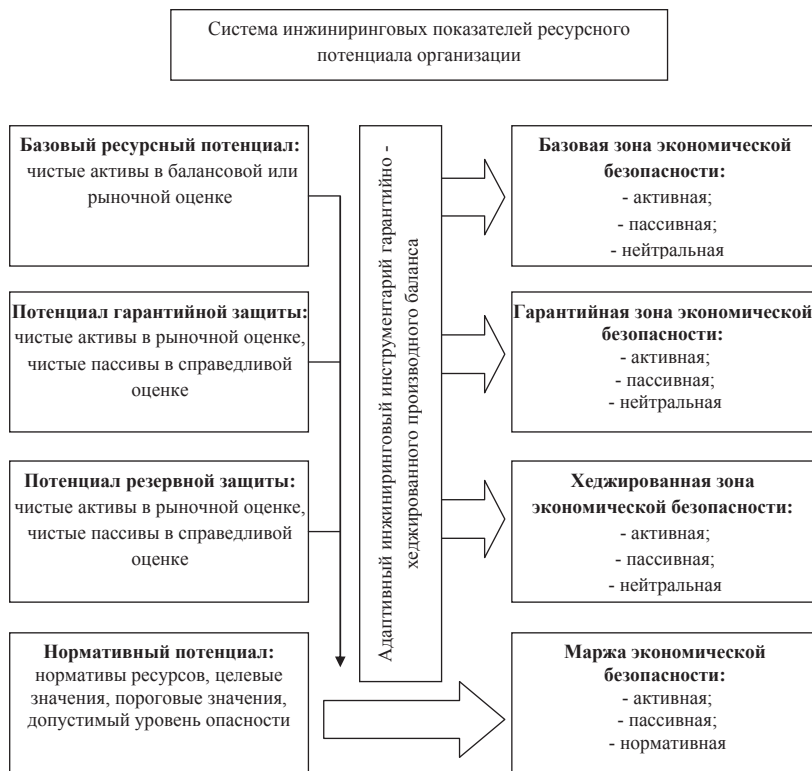 Система инжиниринговых показателей ресурсного
потенциала организации
Базовый ресурсный потенциал:
чистые активы в балансовой или
рыночной оценке
Потенциал гарантийной защиты:
чистые активы в рыночной оценке,
чистые пассивы в справедливой
оценке
Потенциал резервной защиты:
чистые активы в рыночной оценке,
чистые пассивы в справедливой
оценке
Нормативный потенциал:
нормативы ресурсов, целевые
значения, пороговые значения,
допустимый уровень опасности
Адаптивный инжиниринговый инструментарий гарантийно -
хеджированного производного баланса
Базовая зона экономической
безопасности:
- активная;
- пассивная;
- нейтральная
Гарантийная зона экономической
безопасности:
- активная;
- пассивная;
- нейтральная
Хеджированная зона
экономической безопасности:
- активная;
- пассивная;
- нейтральная
Маржа экономической
безопасности:
- активная;
- пассивная;
- нормативная